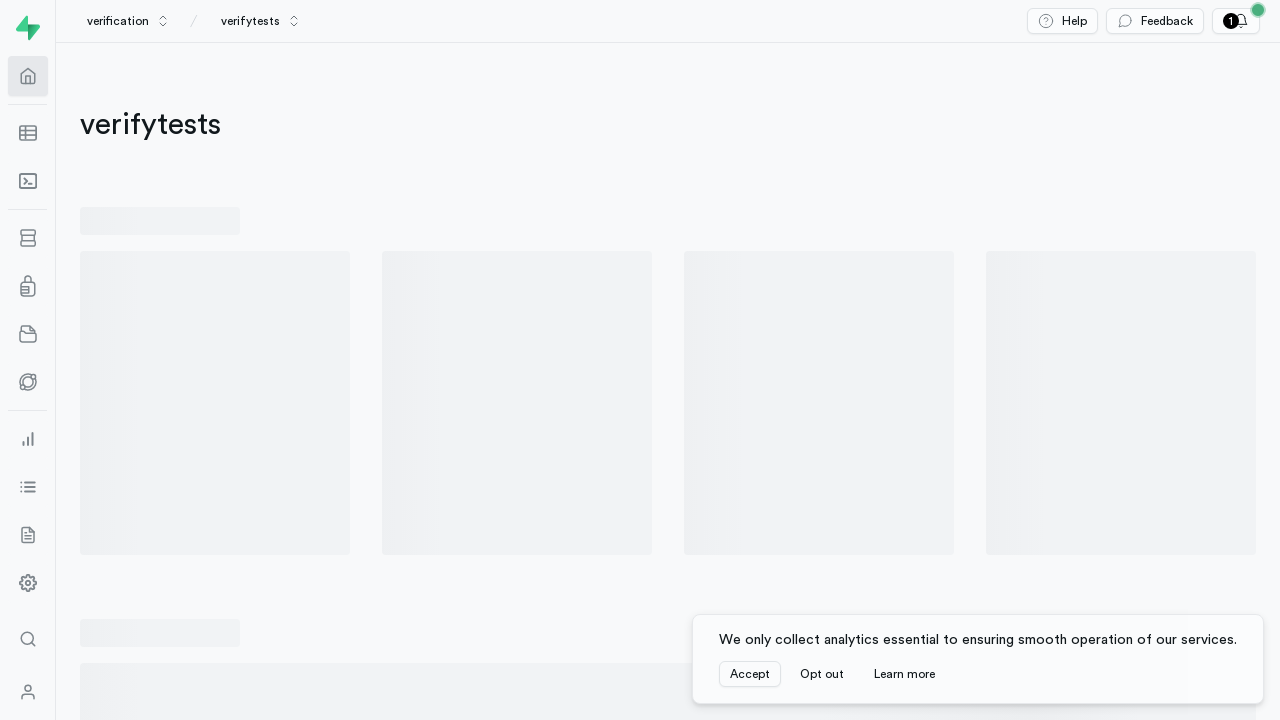 verification / verifytests Help Feedback 1
verifytests
We only collect analytics essential to ensuring smooth operation of our services.
Accept Opt out Learn more